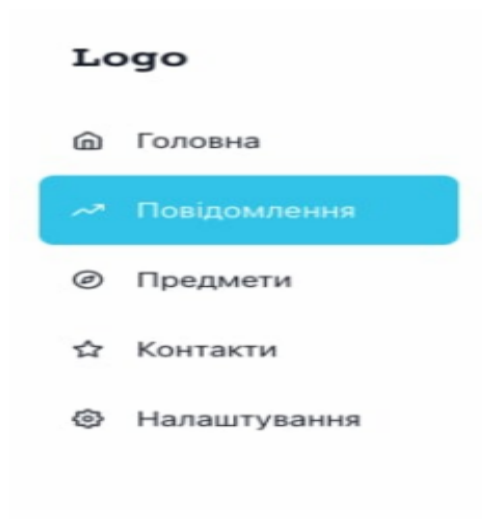 Logo
Головна
Повідомлення
Предмети
Контакти
Налаштування